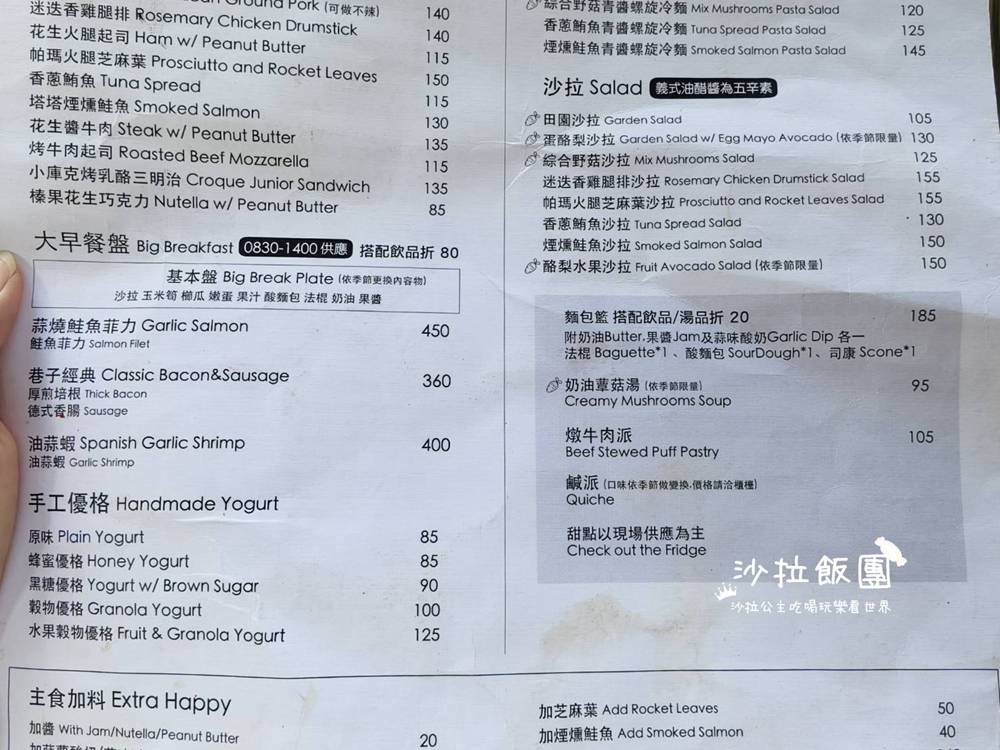 Ground Pork (可做不辣) 140
迷迭香雞腿排 Rosemary Chicken Drumstick 140
花生火腿起司 Ham w/ Peanut Butter 115
帕瑪火腿芝麻葉 Prosciutto and Rocket Leaves 150
香蔥鮪魚 Tuna Spread 115
塔塔煙燻鮭魚 Smoked Salmon 130
花生醬牛肉 Steak w/ Peanut Butter 135
烤牛肉起司 Roasted Beef Mozzarella 115
小庫克烤乳酪三明治 Croque Junior Sandwich 135
榛果花生巧克力 Nutella w/ Peanut Butter 85
大早餐盤 Big Breakfast 0830-1400 供應 搭配飲品折 80
基本盤 Big Break Plate (依季節更換內容物)
沙拉 玉米筍 櫛瓜 嫩蛋 果汁 酸麵包 法棍 奶油 果醬
蒜燒鮭魚菲力 Garlic Salmon 450
鮭魚菲力 Salmon Filet
巷子經典 Classic Bacon&Sausage 360
厚煎培根 Thick Bacon
德式香腸 Sausage
油蒜蝦 Spanish Garlic Shrimp 400
油蒜蝦 Garlic Shrimp
手工優格 Handmade Yogurt
原味 Plain Yogurt 85
蜂蜜優格 Honey Yogurt 85
黑糖優格 Yogurt w/ Brown Sugar 90
穀物優格 Granola Yogurt 100
水果穀物優格 Fruit & Granola Yogurt 125
綜合野菇青醬螺旋冷麵 Mix Mushrooms Pasta Salad 120
香蔥鮪魚青醬螺旋冷麵 Tuna Spread Pasta Salad 125
煙燻鮭魚青醬螺旋冷麵 Smoked Salmon Pasta Salad 145
沙拉 Salad 義式油醋醬為五辛素
田園沙拉 Garden Salad 105
蛋酪梨沙拉 Garden Salad w/ Egg Mayo Avocado (依季節限量) 130
綜合野菇沙拉 Mix Mushrooms Salad 125
迷迭香雞腿排沙拉 Rosemary Chicken Drumstick Salad 155
帕瑪火腿芝麻葉沙拉 Prosciutto and Rocket Leaves Salad 155
香蔥鮪魚沙拉 Tuna Spread Salad 130
煙燻鮭魚沙拉 Smoked Salmon Salad 150
酪梨水果沙拉 Fruit Avocado Salad (依季節限量) 150
麵包籃 搭配飲品/湯品折 20 185
附奶油Butter.果醬Jam及蒜味酸奶Garlic Dip 各一
法棍 Baguette*1 、酸麵包 SourDough*1、司康 Scone*1
奶油蕈菇湯 (依季節限量) 95
Creamy Mushrooms Soup
燉牛肉派 105
Beef Stewed Puff Pastry
鹹派 (口味依季節做變換.價格請洽櫃檯)
Quiche
甜點以現場供應為主
Check out the Fridge
沙拉飯團
沙拉公主吃喝玩樂看世界
主食加料 Extra Happy
加醬 With Jam/Nutella/Peanut Butter 20
加芝麻葉 Add Rocket Leaves 50
加煙燻鮭魚 Add Smoked Salmon 40